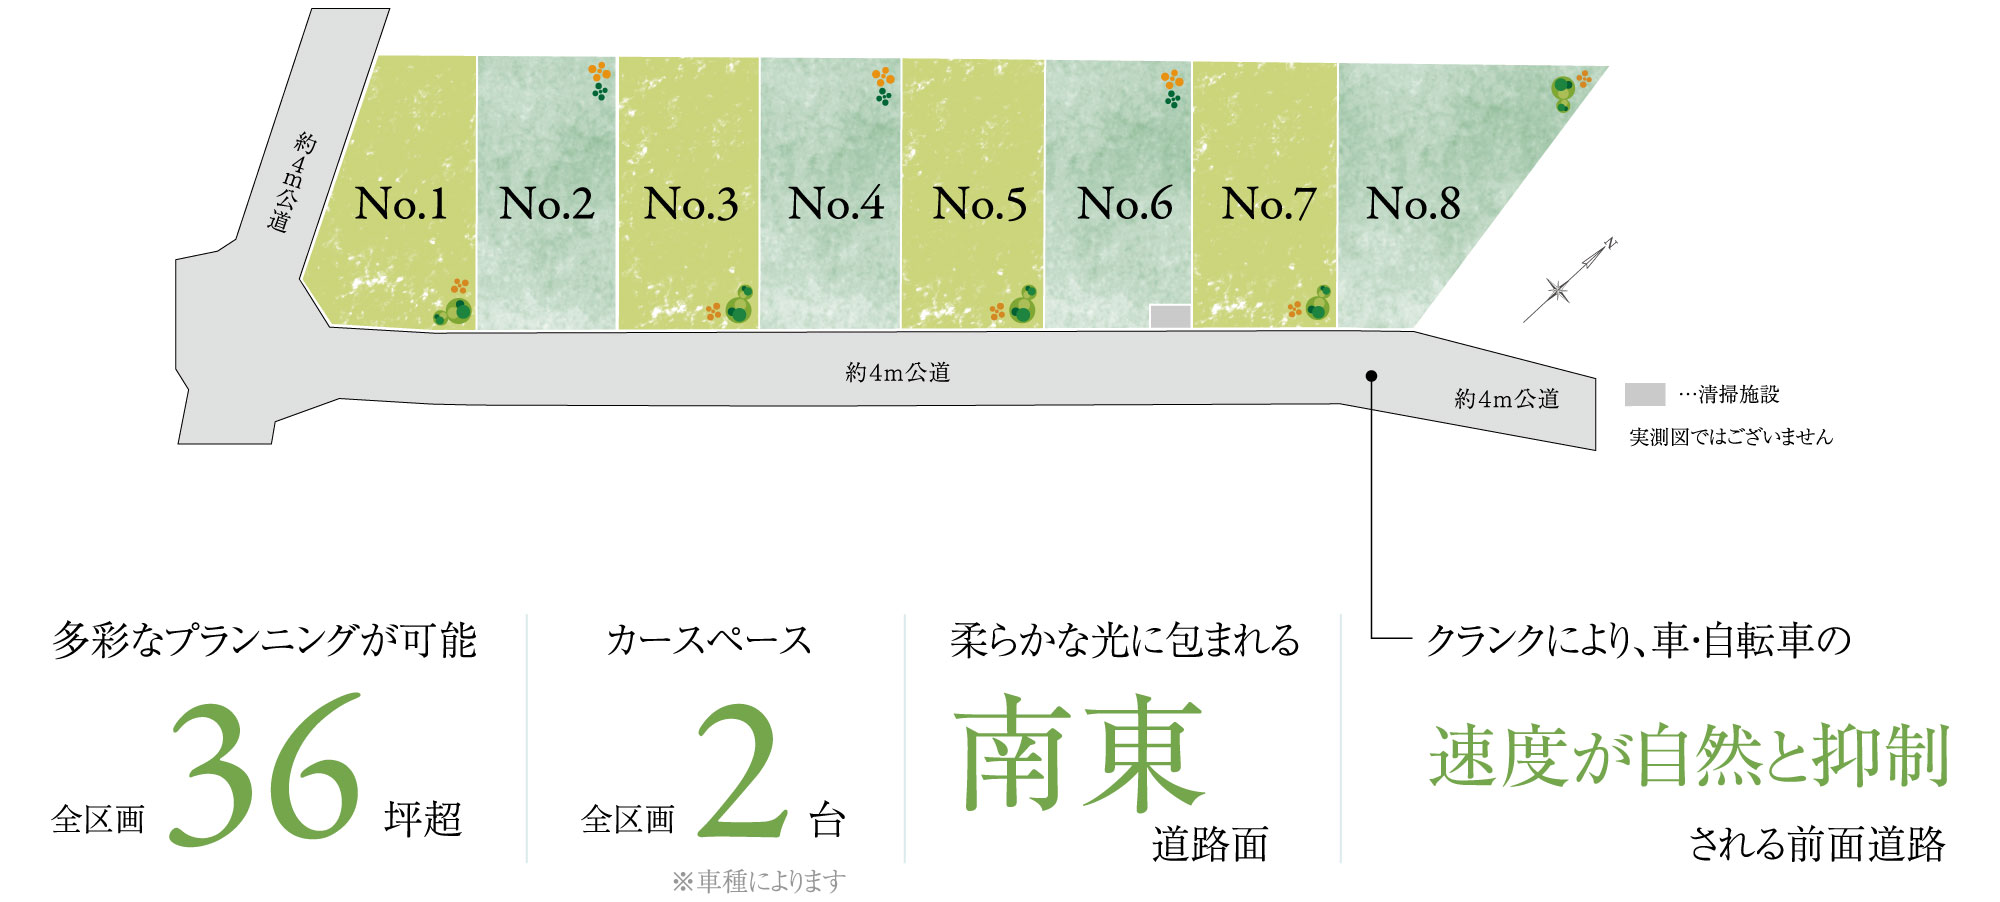 約4m公道
No.1
No.2
No.3
No.4
No.5
No.6
No.7
No.8
N
約4m公道
約4m公道
…清掃施設
実測図ではございません
多彩なプランニングが可能
全区画 36 坪超
カースペース
全区画 2 台
※車種によります
柔らかな光に包まれる
南東
道路面
クランクにより、車・自転車の
速度が自然と抑制
される前面道路